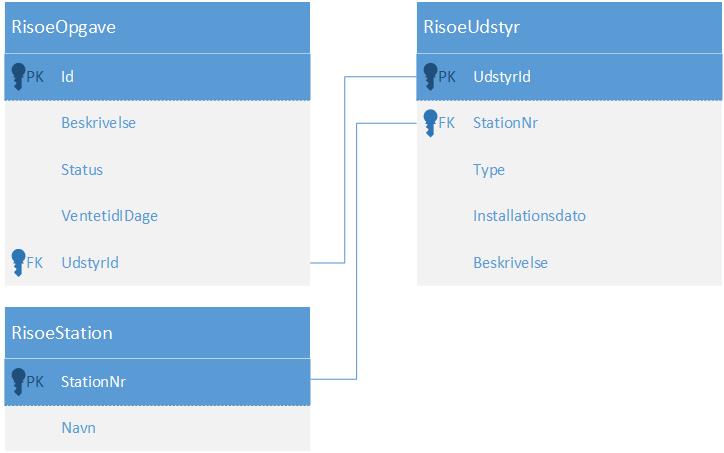 RisoeOpgave
PK Id
Beskrivelse
Status
VentetidIDage
FK UdstyrId
RisoeUdstyr
PK UdstyrId
FK StationNr
Type
Installationsdato
Beskrivelse
RisoeStation
PK StationNr
Navn